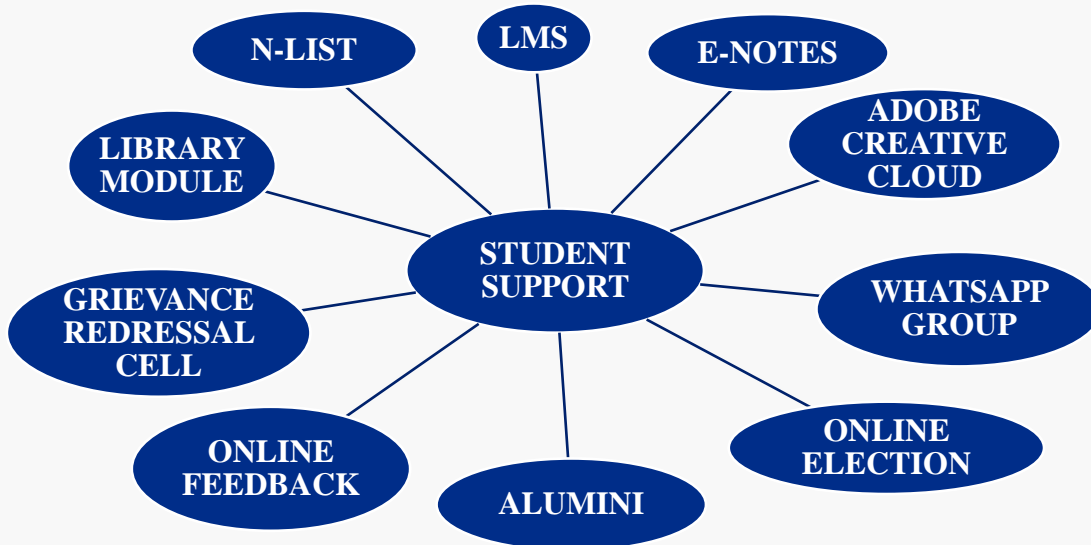 N-LIST
LMS
E-NOTES
ADOBE
CREATIVE
CLOUD
LIBRARY
MODULE
STUDENT
SUPPORT
GRIEVANCE
REDRESSAL
CELL
WHATSAPP
GROUP
ONLINE
FEEDBACK
ALUMINI
ONLINE
ELECTION